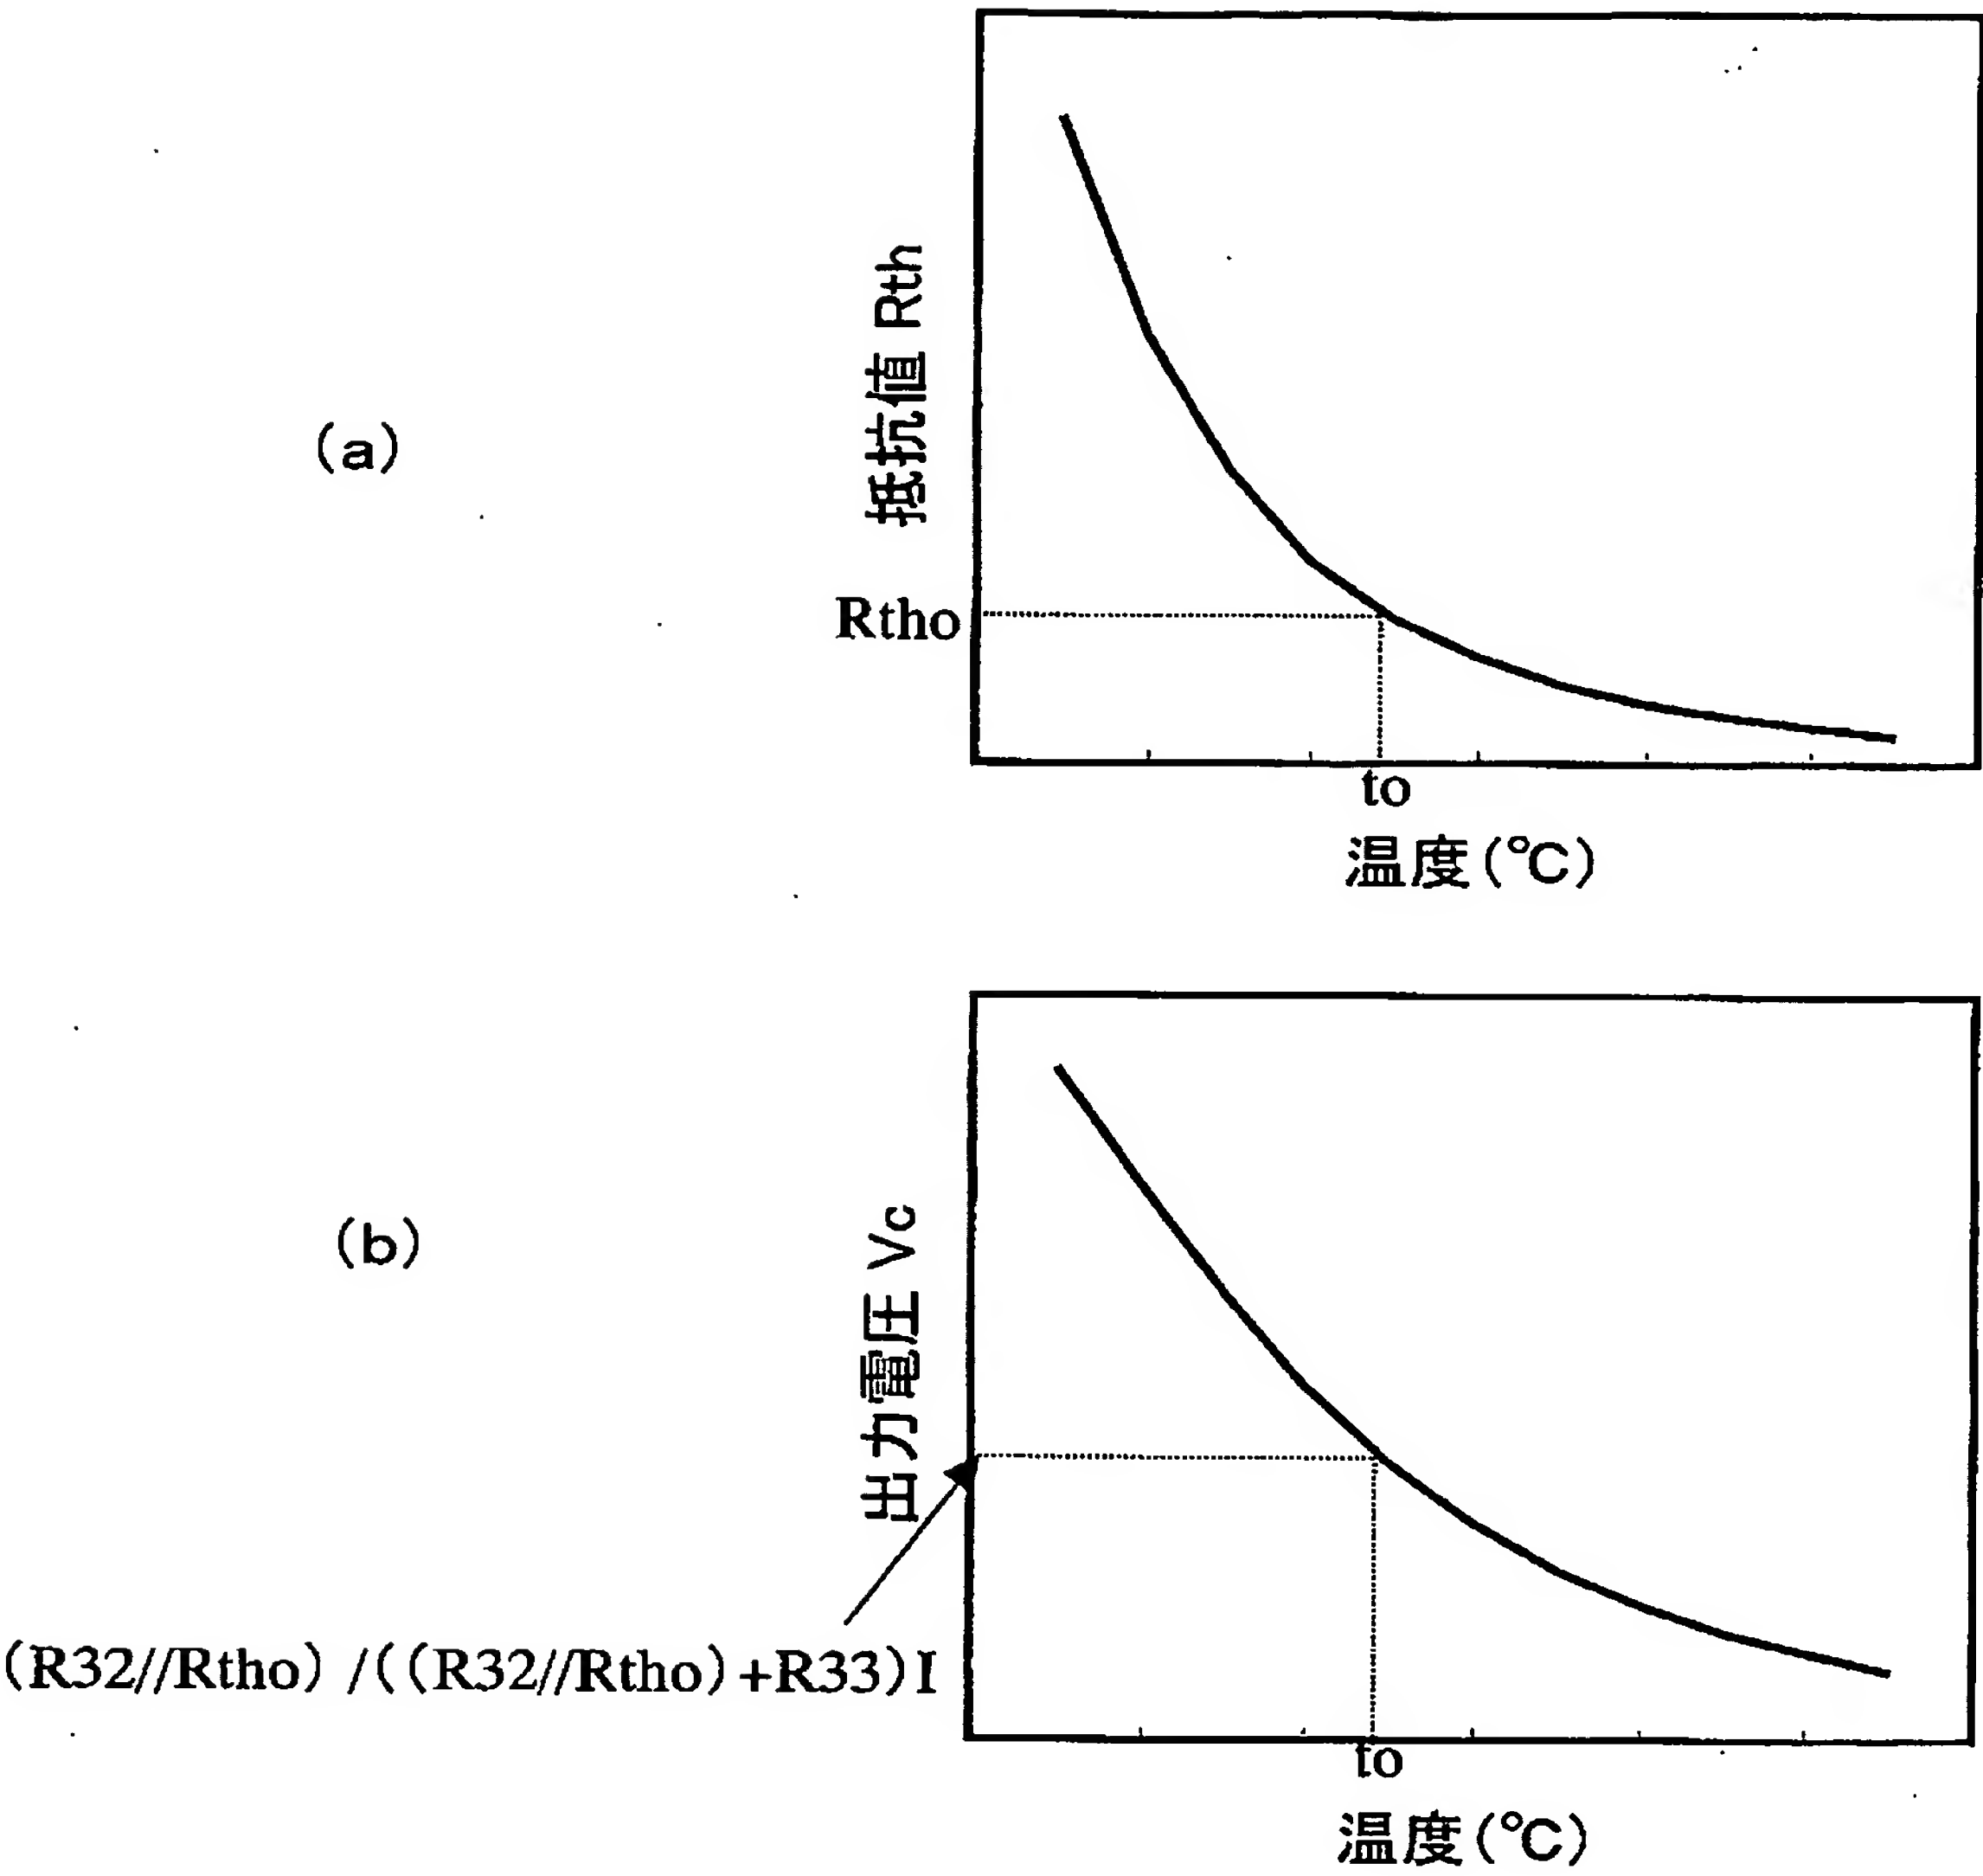 (a)
抵抗値 Rth
Rtho
to
温度(℃)
(b)
出力電圧 Vc
(R32//Rtho)/((R32//Rtho)+R33)I
to
温度(℃)